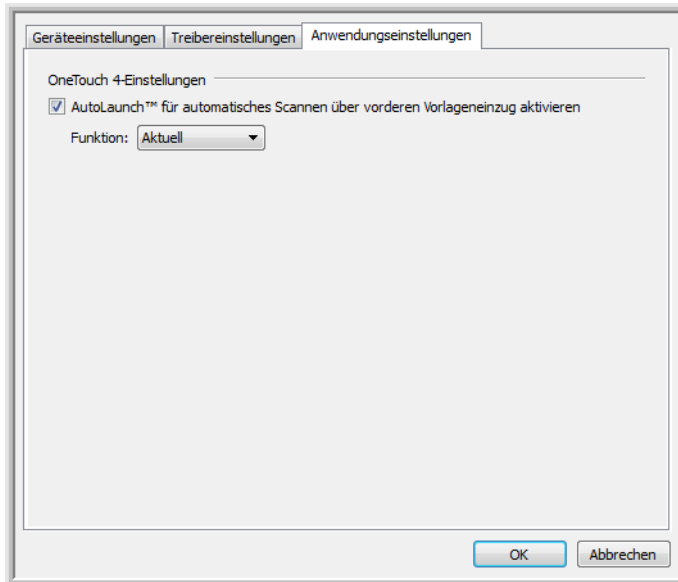 Geräteeinstellungen Treibereinstellungen Anwendungseinstellungen
OneTouch 4-Einstellungen
AutoLaunch™ für automatisches Scannen über vorderen Vorlageneinzug aktivieren
Funktion: Aktuell
OK Abbrechen